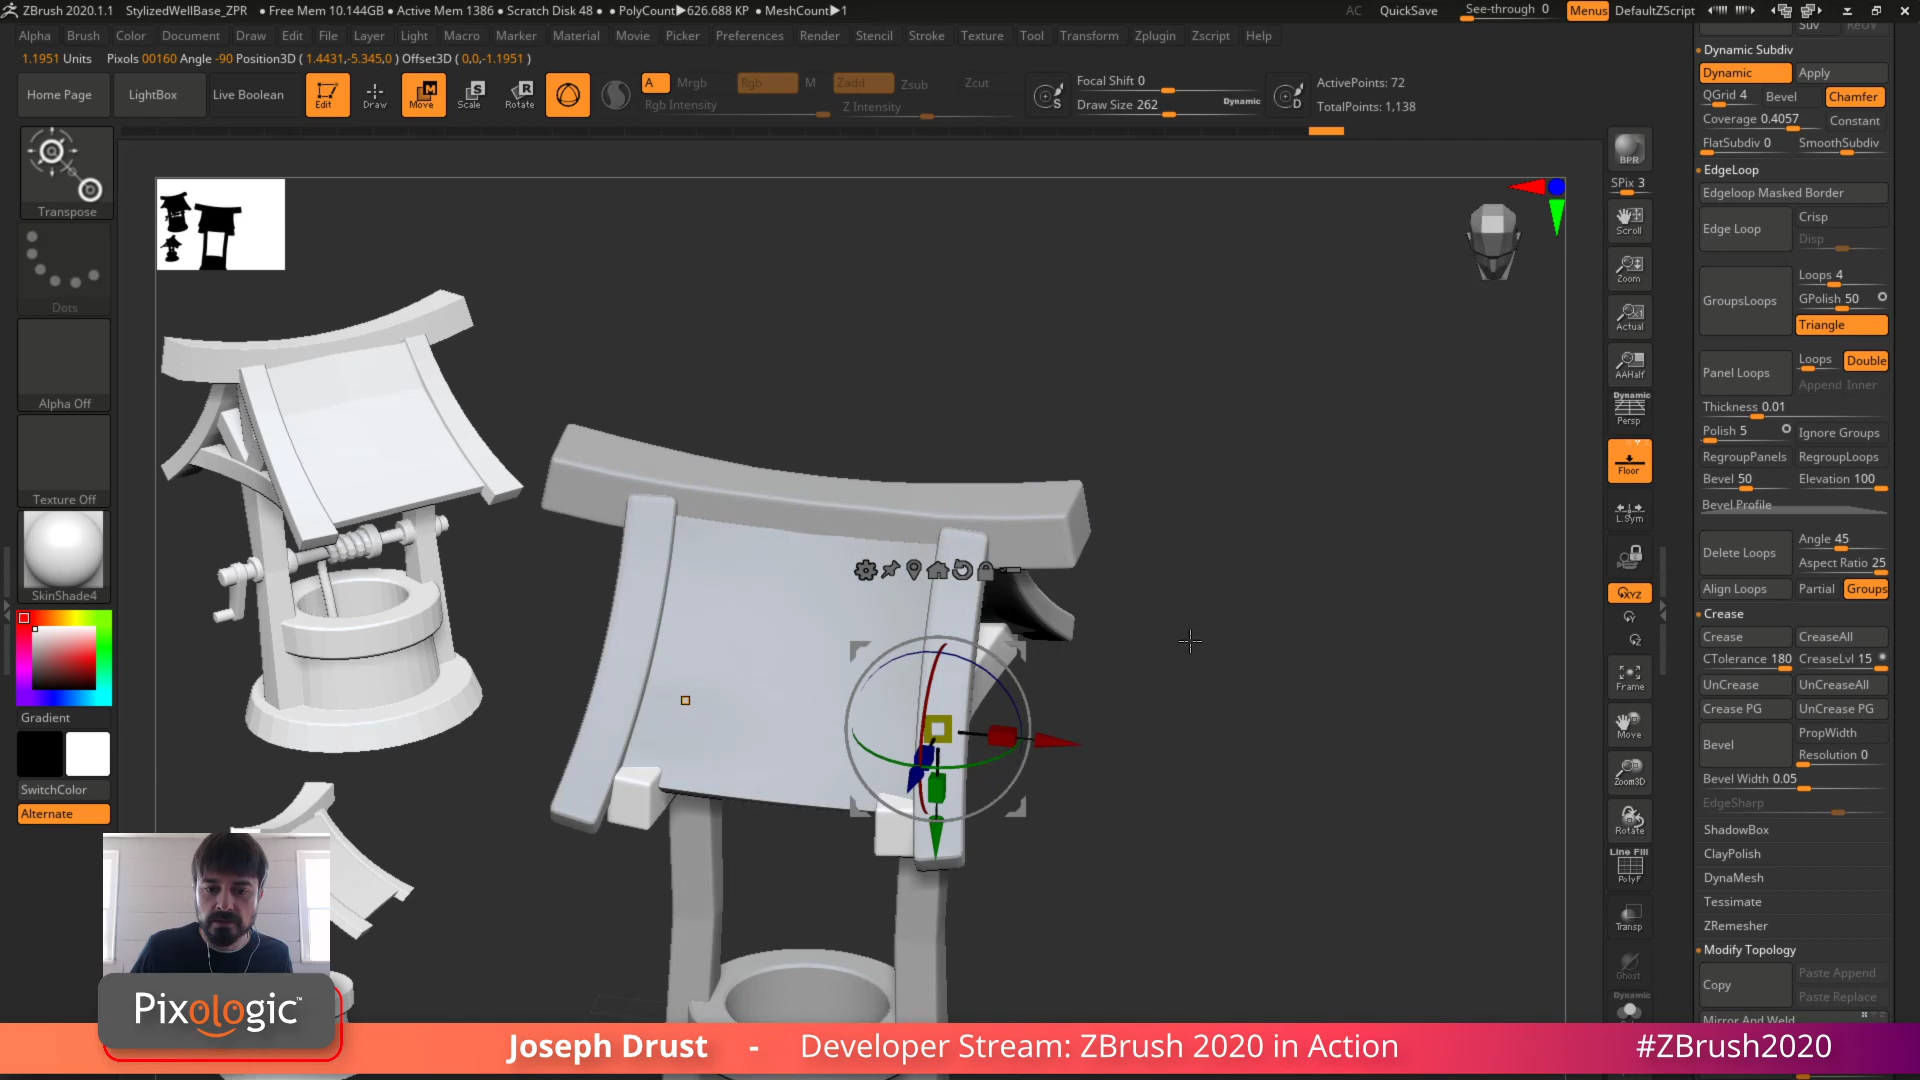 ZBrush 2020.1.1 StylizedWellBase_ZPR • Free Mem 10.144GB • Active Mem 1386 • Scratch Disk 48 • • PolyCount▶626.688 KP • MeshCount▶1 AC QuickSave See-through 0 Menus DefaultZScript
Alpha Brush Color Document Draw Edit File Layer Light Macro Marker Material Movie Picker Preferences Render Stencil Stroke Texture Tool Transform Zplugin Zscript Help
1.1951 Units Pixols 00160 Angle -90 Position3D ( 1.4431,-5.345,0 ) Offset3D ( 0,0,-1.1951 )
Home Page LightBox Live Boolean Edit Draw Move Scale Rotate
A Mrgb Rgb M Zadd Zsub Zcut
Rgb Intensity Z Intensity
S Focal Shift 0
Draw Size 262 Dynamic
D ActivePoints: 72
TotalPoints: 1,138
Transpose
Dots
Alpha Off
Texture Off
SkinShade4
Gradient
SwitchColor
Alternate
BPR
SPix 3
Scroll
Zoom
Actual
AAHalf
Dynamic
Persp
Floor
L.Sym
XYZ
Frame
Move
Zoom3D
Rotate
Line Fill
PolyF
Transp
Ghost
Dynamic
Suv ReUV
Dynamic Subdiv
Dynamic Apply
QGrid 4 Bevel Chamfer
Coverage 0.4057 Constant
FlatSubdiv 0 SmoothSubdiv
EdgeLoop
Edgeloop Masked Border
Edge Loop Crisp
Disp
GroupsLoops Loops 4
GPolish 50
Triangle
Panel Loops Loops Double
Append Inner
Thickness 0.01
Polish 5 Ignore Groups
RegroupPanels RegroupLoops
Bevel 50 Elevation 100
Bevel Profile
Delete Loops Angle 45
Aspect Ratio 25
Align Loops Partial Groups
Crease
Crease CreaseAll
CTolerance 180 CreaseLvl 15
UnCrease UnCreaseAll
Crease PG UnCrease PG
Bevel PropWidth
Resolution 0
Bevel Width 0.05
EdgeSharp
ShadowBox
ClayPolish
DynaMesh
Tessimate
ZRemesher
Modify Topology
Copy Paste Append
Paste Replace
Mirror And Weld
Pixologic™
Joseph Drust - Developer Stream: ZBrush 2020 in Action #ZBrush2020